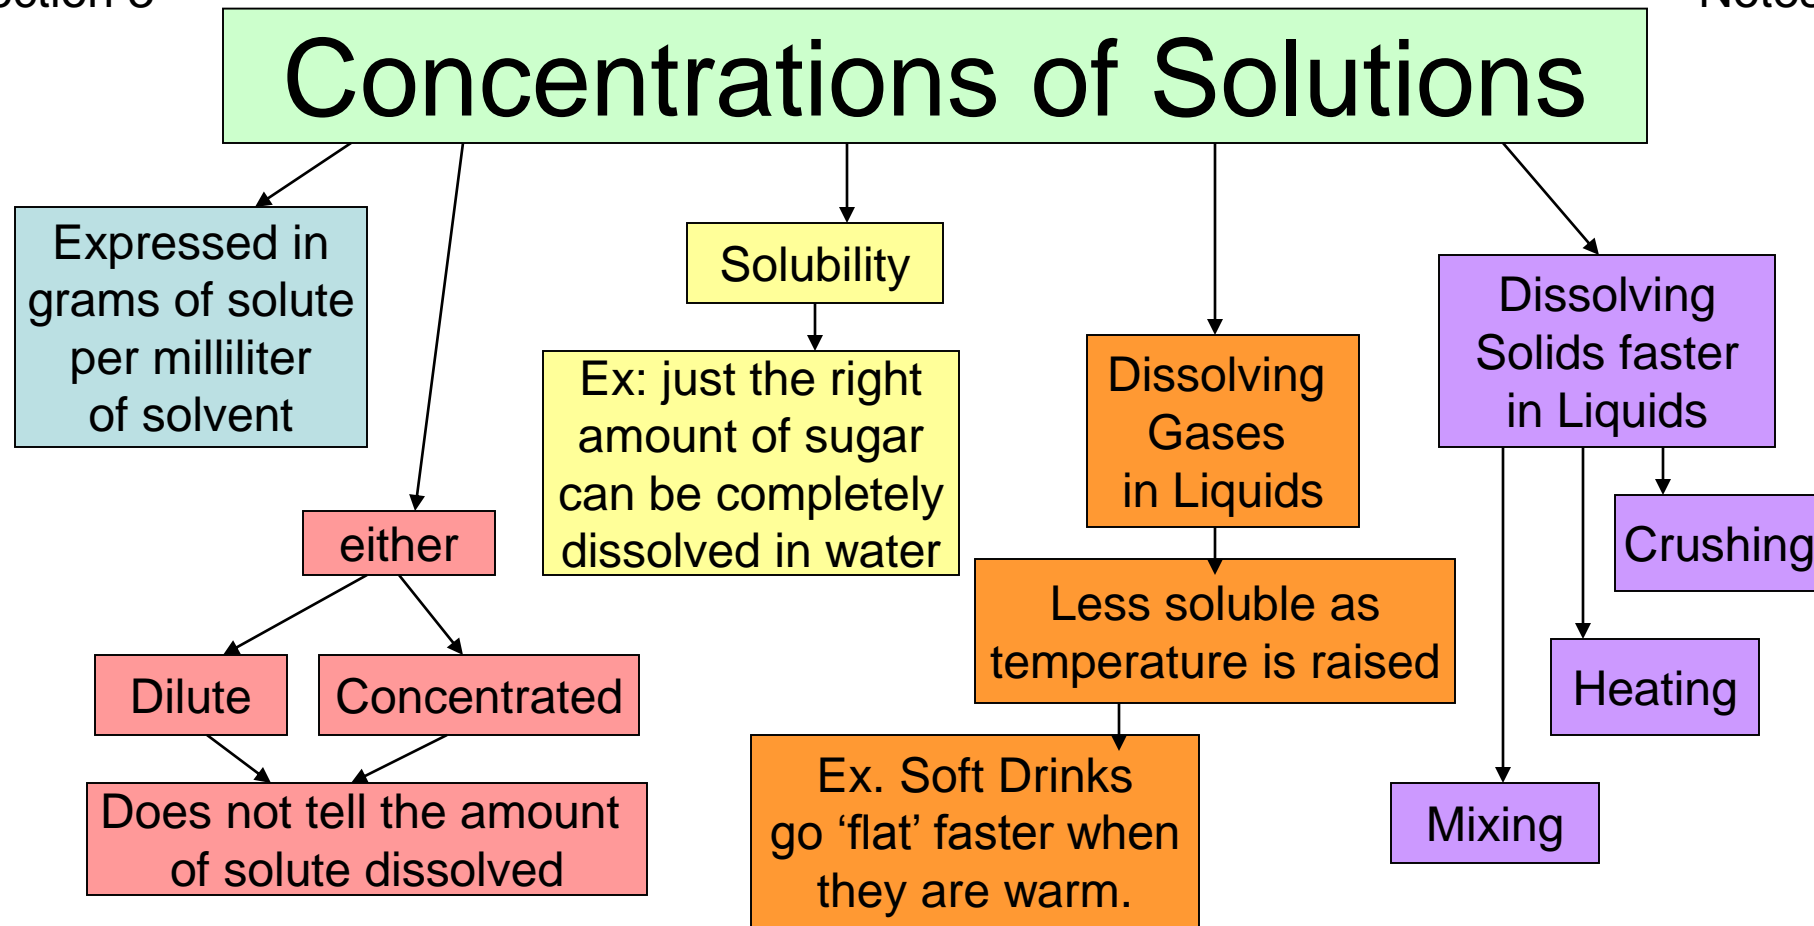 Notes
Concentrations of Solutions
Expressed in
grams of solute
per milliliter
of solvent
either
Dilute
Concentrated
Does not tell the amount
of solute dissolved
Solubility
Ex: just the right
amount of sugar
can be completely
dissolved in water
Dissolving
Gases
in Liquids
Less soluble as
temperature is raised
Ex. Soft Drinks
go ‘flat’ faster when
they are warm.
Dissolving
Solids faster
in Liquids
Crushing
Heating
Mixing